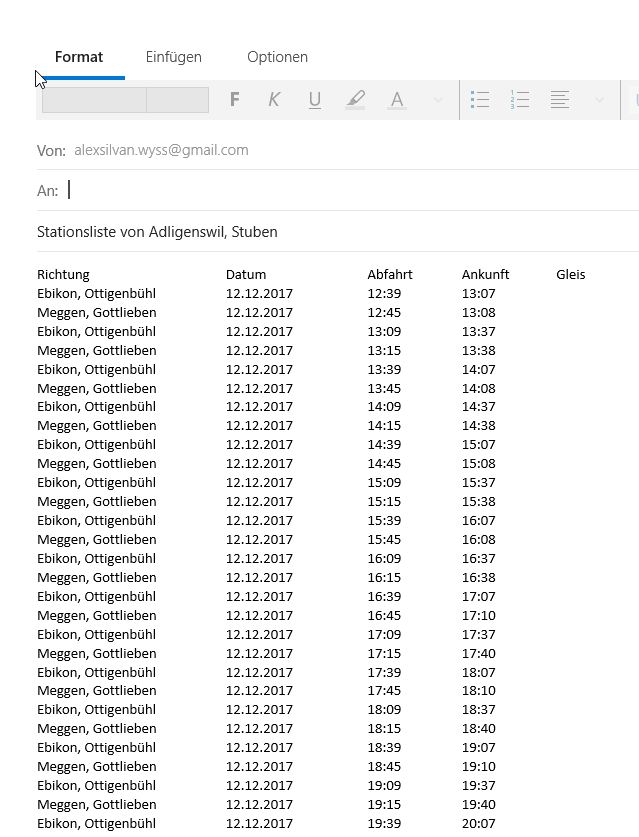 Format Einfügen Optionen
F K U A
Von: alexsilvan.wyss@gmail.com
An:
Stationsliste von Adligenswil, Stuben
Richtung Datum Abfahrt Ankunft Gleis
Ebikon, Ottigenbühl 12.12.2017 12:39 13:07
Meggen, Gottlieben 12.12.2017 12:45 13:08
Ebikon, Ottigenbühl 12.12.2017 13:09 13:37
Meggen, Gottlieben 12.12.2017 13:15 13:38
Ebikon, Ottigenbühl 12.12.2017 13:39 14:07
Meggen, Gottlieben 12.12.2017 13:45 14:08
Ebikon, Ottigenbühl 12.12.2017 14:09 14:37
Meggen, Gottlieben 12.12.2017 14:15 14:38
Ebikon, Ottigenbühl 12.12.2017 14:39 15:07
Meggen, Gottlieben 12.12.2017 14:45 15:08
Ebikon, Ottigenbühl 12.12.2017 15:09 15:37
Meggen, Gottlieben 12.12.2017 15:15 15:38
Ebikon, Ottigenbühl 12.12.2017 15:39 16:07
Meggen, Gottlieben 12.12.2017 15:45 16:08
Ebikon, Ottigenbühl 12.12.2017 16:09 16:37
Meggen, Gottlieben 12.12.2017 16:15 16:38
Ebikon, Ottigenbühl 12.12.2017 16:39 17:07
Meggen, Gottlieben 12.12.2017 16:45 17:10
Ebikon, Ottigenbühl 12.12.2017 17:09 17:37
Meggen, Gottlieben 12.12.2017 17:15 17:40
Ebikon, Ottigenbühl 12.12.2017 17:39 18:07
Meggen, Gottlieben 12.12.2017 17:45 18:10
Ebikon, Ottigenbühl 12.12.2017 18:09 18:37
Meggen, Gottlieben 12.12.2017 18:15 18:40
Ebikon, Ottigenbühl 12.12.2017 18:39 19:07
Meggen, Gottlieben 12.12.2017 18:45 19:10
Ebikon, Ottigenbühl 12.12.2017 19:09 19:37
Meggen, Gottlieben 12.12.2017 19:15 19:40
Ebikon, Ottigenbühl 12.12.2017 19:39 20:07